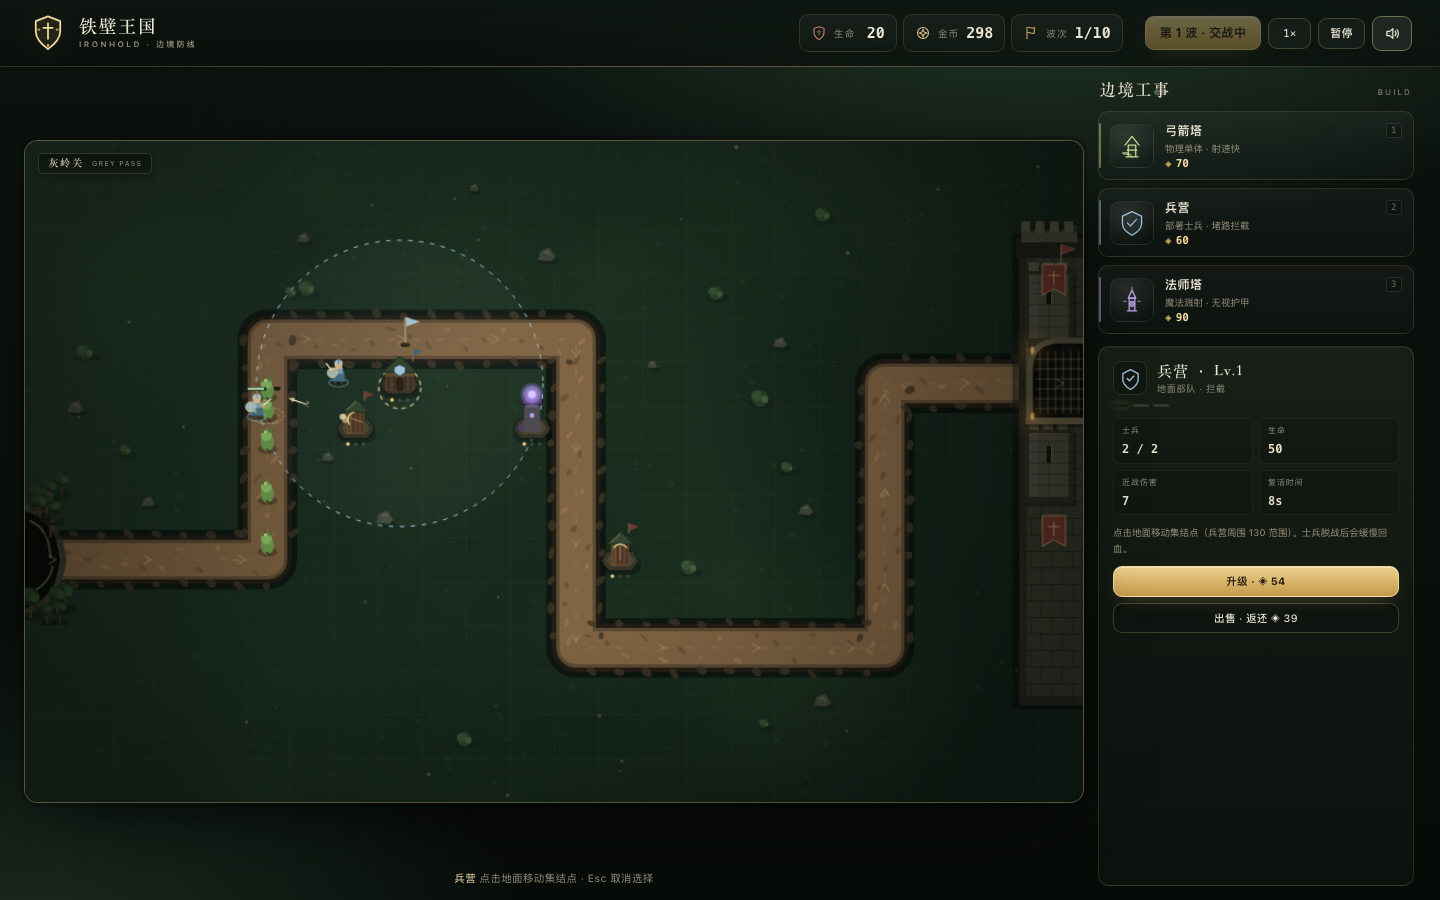 铁壁王国
IRONHOLD · 边境防线
生命 20
金币 298
波次 1/10
第 1 波 · 交战中
1×
暂停
灰岭关 GREY PASS
边境工事 BUILD
弓箭塔 1
物理单体 · 射速快
◈ 70
兵营 2
部署士兵 · 堵路拦截
◈ 60
法师塔 3
魔法溅射 · 无视护甲
◈ 90
兵营 · Lv.1
地面部队 · 拦截
士兵
2 / 2
生命
50
近战伤害
7
复活时间
8s
点击地面移动集结点（兵营周围 130 范围）。士兵脱战后会缓慢回
血。
升级 · ◈ 54
出售 · 返还 ◈ 39
兵营 点击地面移动集结点 · Esc 取消选择